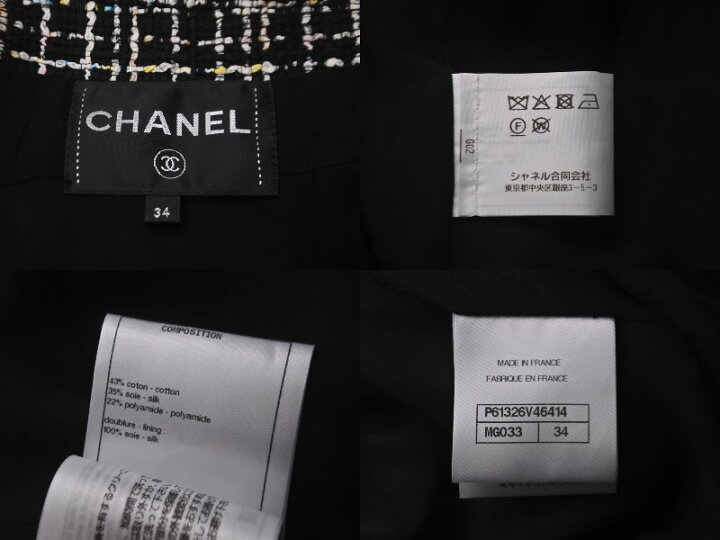 CHANEL
34
G02
シャネル合同会社
東京都中央区銀座3-5-3
COMPOSITION
43% coton - cotton
35% soie - silk
22% polyamide - polyamide
doublure - lining :
100% soie - silk
MADE IN FRANCE
FABRIQUE EN FRANCE
P61326V46414
MG033 34